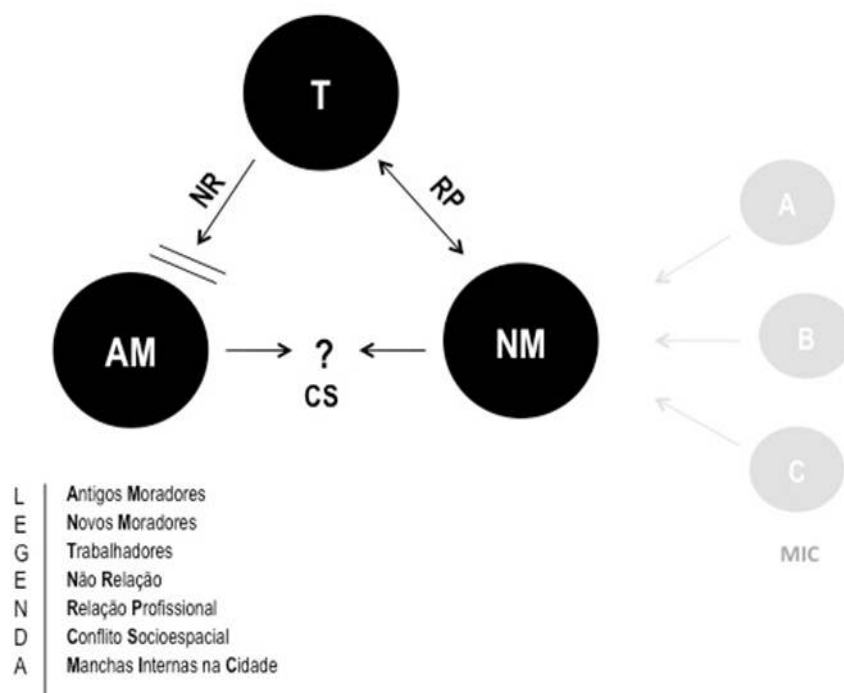 T
NR
RP
A
AM
?
CS
NM
B
C
MIC
L Antigos Moradores
E Novos Moradores
G Trabalhadores
E Não Relação
N Relação Profissional
D Conflito Socioespacial
A Manchas Internas na Cidade